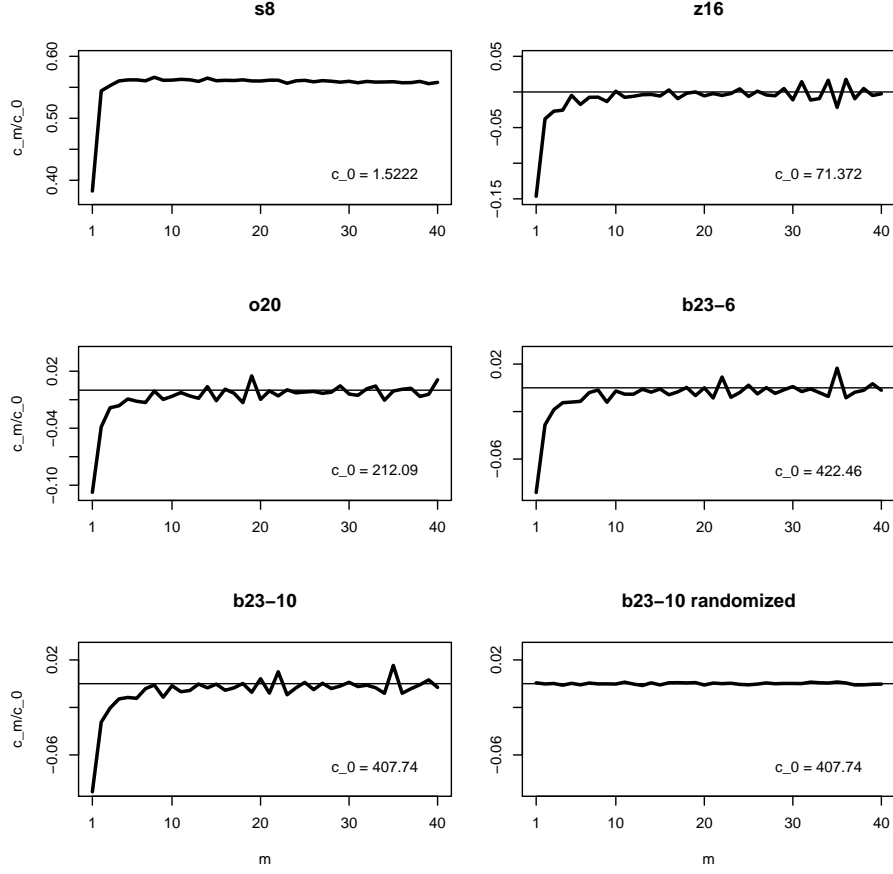 s8
c_m/c_0
0.60
0.50
0.40
c_0 = 1.5222
1 10 20 30 40
z16
0.05
−0.05
−0.15
c_0 = 71.372
1 10 20 30 40
o20
c_m/c_0
0.02
−0.04
−0.10
c_0 = 212.09
1 10 20 30 40
b23−6
0.02
−0.06
c_0 = 422.46
1 10 20 30 40
b23−10
c_m/c_0
0.02
−0.06
c_0 = 407.74
1 10 20 30 40
m
b23−10 randomized
0.02
−0.06
c_0 = 407.74
1 10 20 30 40
m